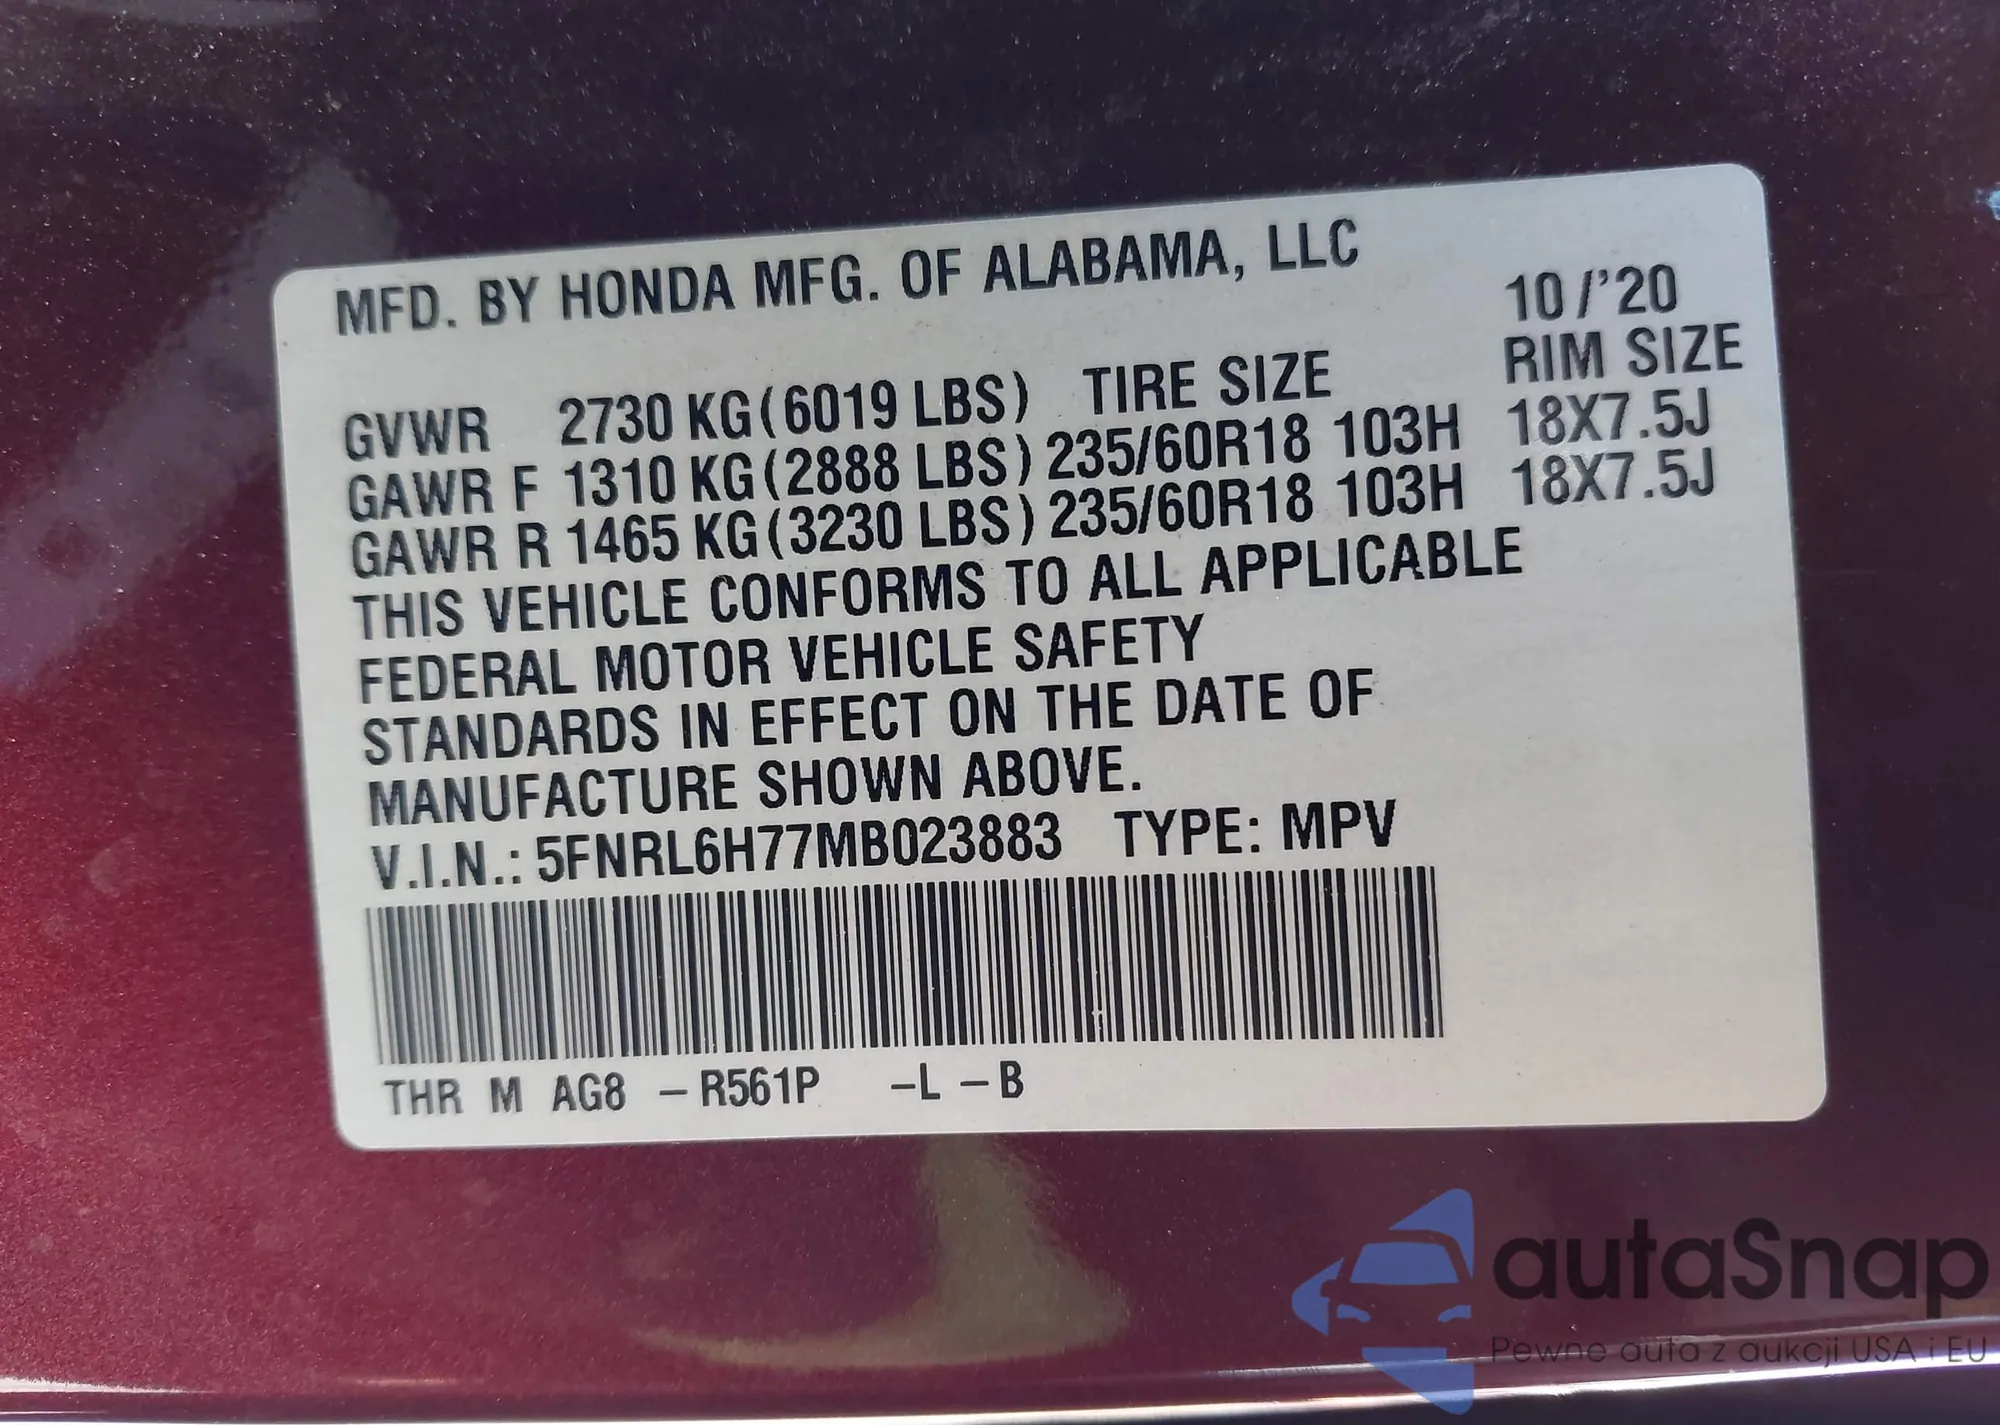 MFD. BY HONDA MFG. OF ALABAMA, LLC
10/'20
GVWR 2730 KG(6019 LBS) TIRE SIZE RIM SIZE
GAWR F 1310 KG(2888 LBS) 235/60R18 103H 18X7.5J
GAWR R 1465 KG(3230 LBS) 235/60R18 103H 18X7.5J
THIS VEHICLE CONFORMS TO ALL APPLICABLE
FEDERAL MOTOR VEHICLE SAFETY
STANDARDS IN EFFECT ON THE DATE OF
MANUFACTURE SHOWN ABOVE.
V.I.N.: 5FNRL6H77MB023883 TYPE: MPV
THR M AG8 –R561P –L –B
autaSnap
Pewne auta z aukcji USA i EU